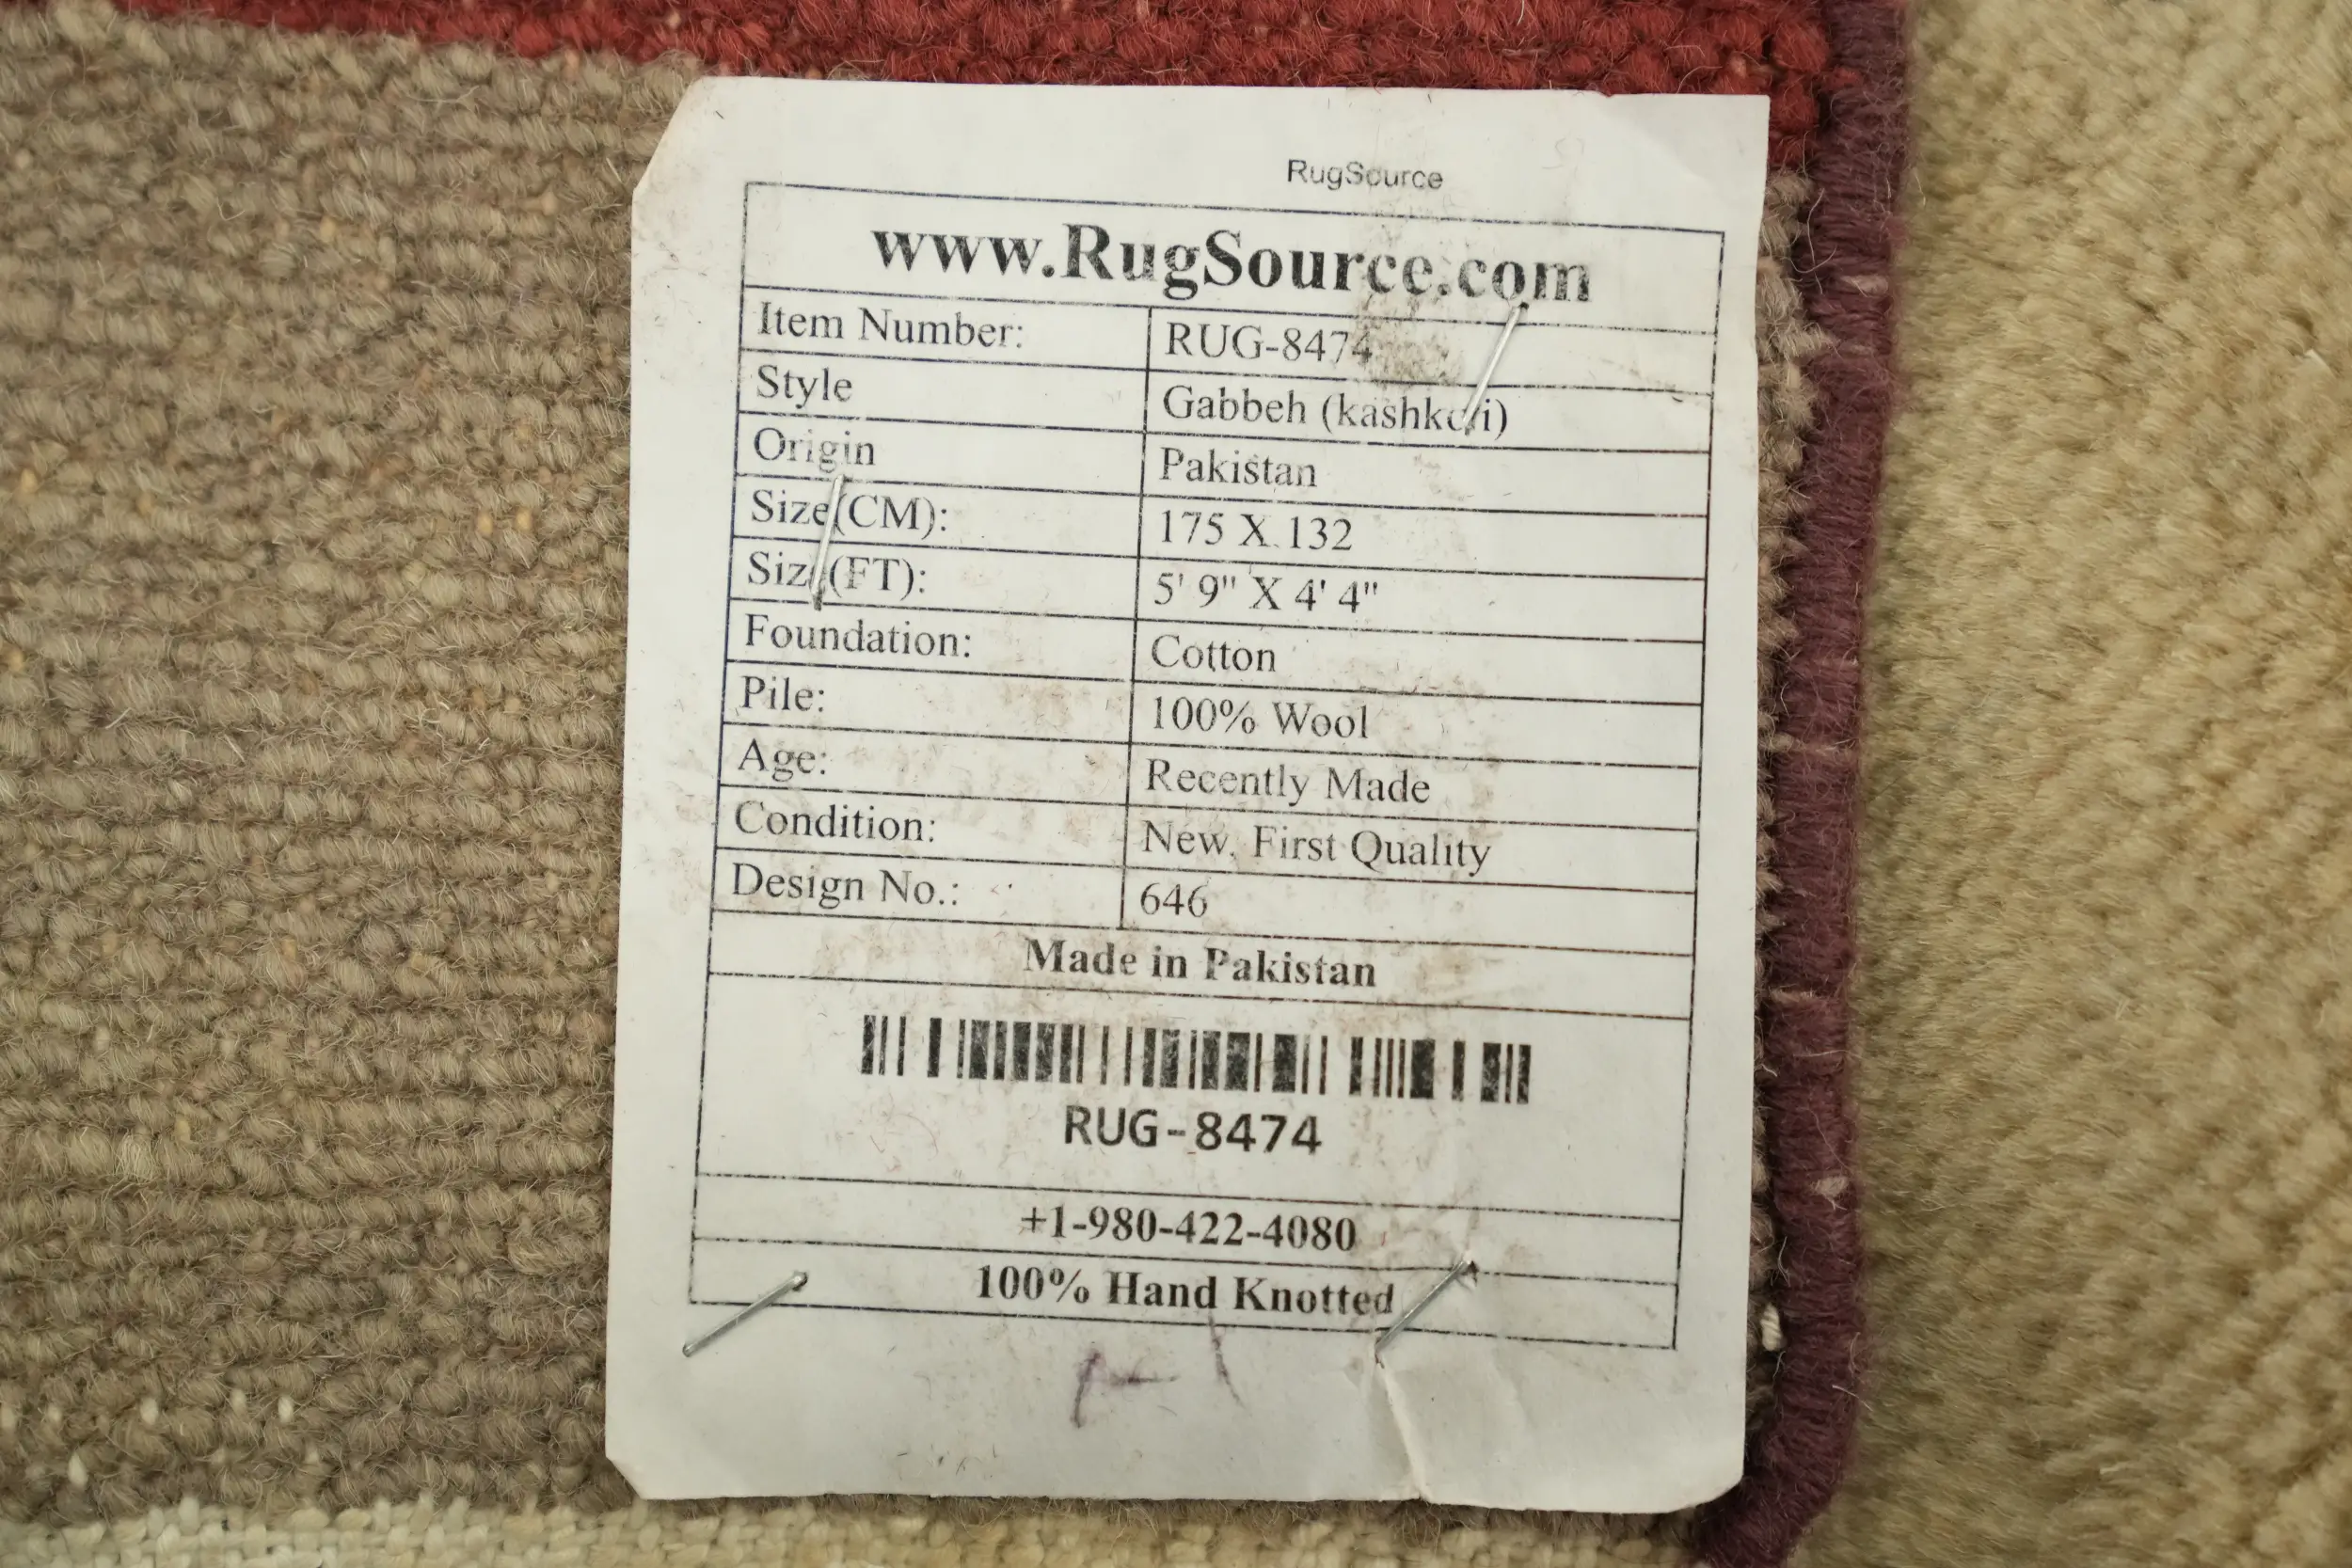 RugSource
www.RugSource.com
Item Number: RUG-8474
Style Gabbeh (kashkuli)
Origin Pakistan
Size(CM): 175 X 132
Size(FT): 5' 9" X 4' 4"
Foundation: Cotton
Pile: 100% Wool
Age: Recently Made
Condition: New, First Quality
Design No.: 646
Made in Pakistan
RUG-8474
+1-980-422-4080
100% Hand Knotted